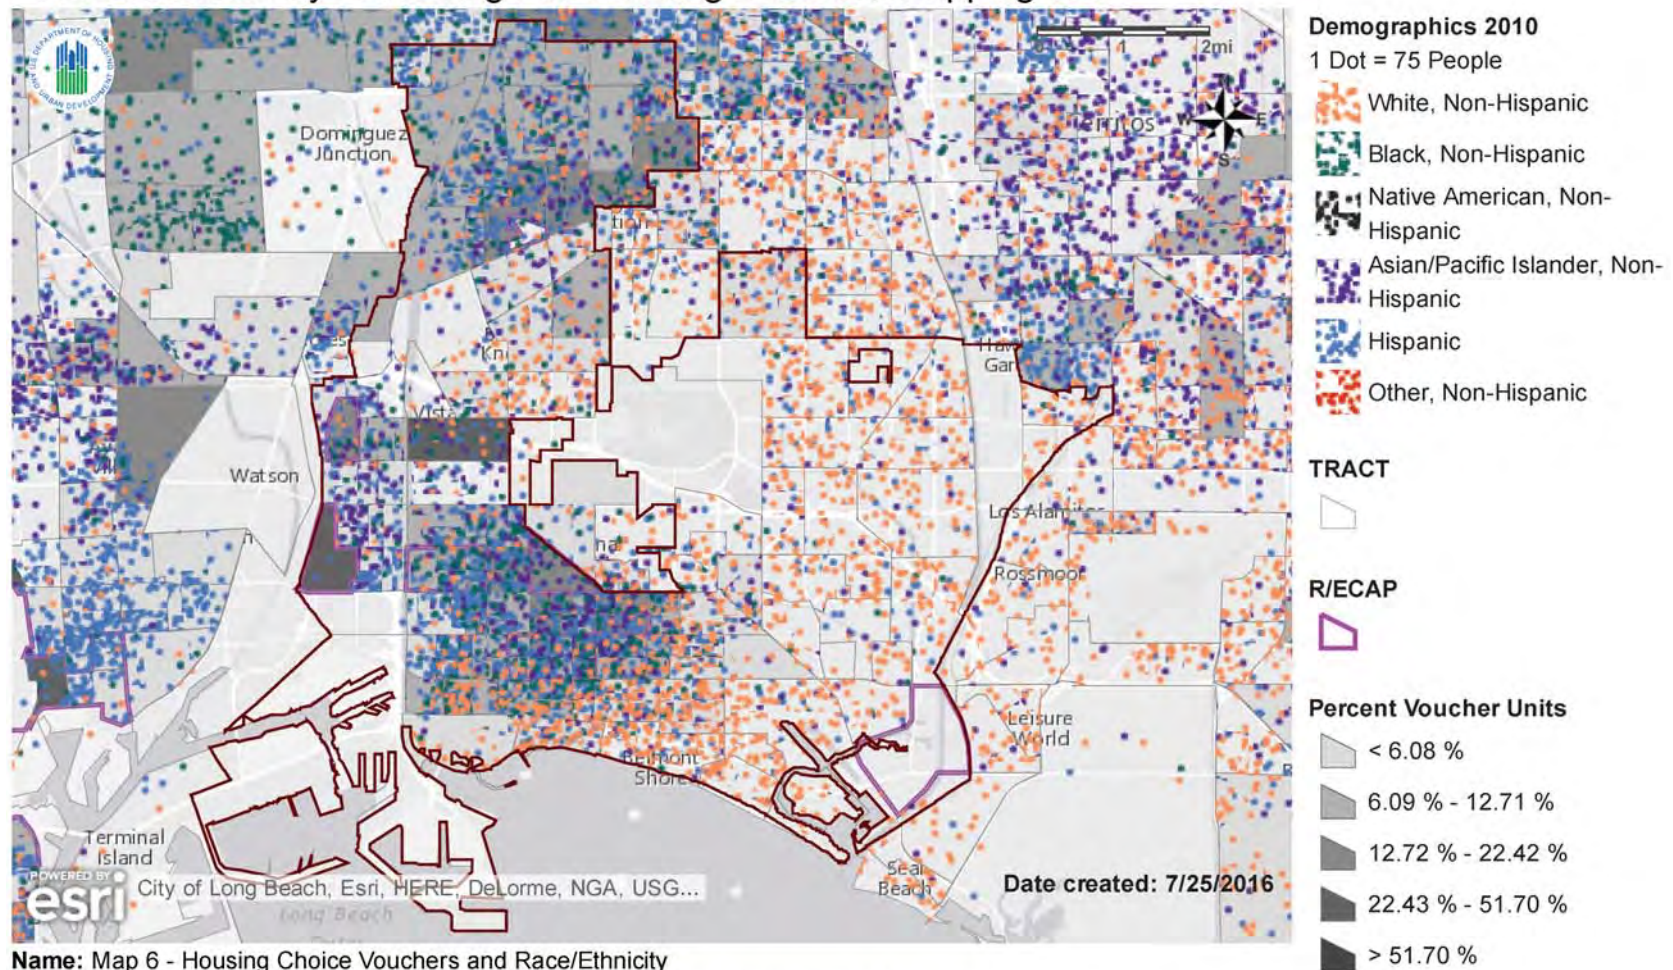 Demographics 2010
1 Dot = 75 People
White, Non-Hispanic
Black, Non-Hispanic
Native American, Non-
Hispanic
Asian/Pacific Islander, Non-
Hispanic
Hispanic
Other, Non-Hispanic
TRACT
R/ECAP
Percent Voucher Units
< 6.08 %
6.09 % - 12.71 %
12.72 % - 22.42 %
22.43 % - 51.70 %
> 51.70 %
1 2mi
W E
S
Dominguez
Junction
Vista
Watson
Los Alamitos
Rossmoor
Leisure
World
Belmont
Shore
Seal
Beach
Terminal
Island
Long Beach
POWERED BY
esri
City of Long Beach, Esri, HERE, DeLorme, NGA, USG...
Date created: 7/25/2016
Name: Map 6 - Housing Choice Vouchers and Race/Ethnicity